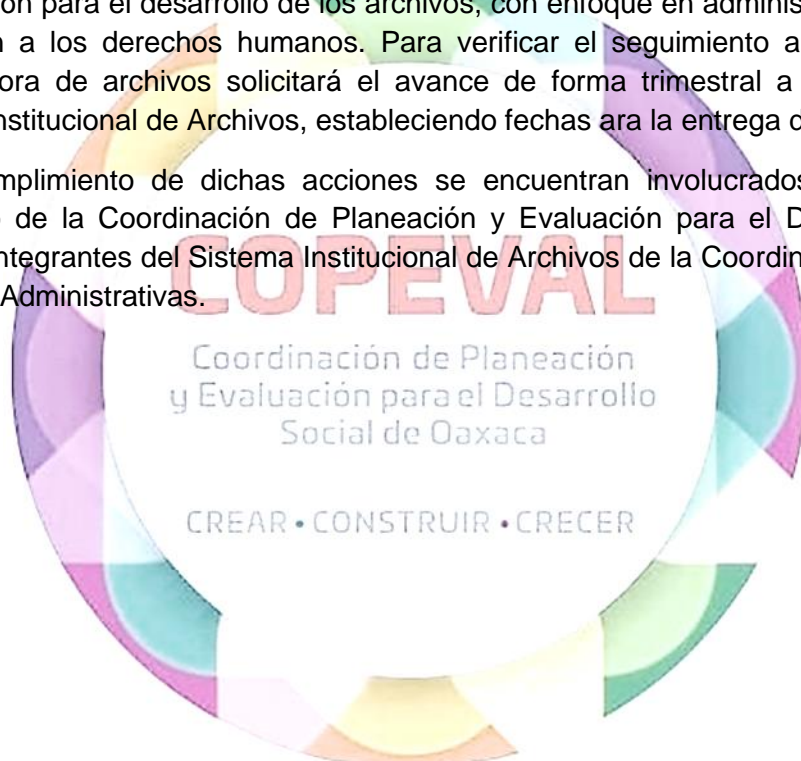 ón para el desarrollo de los archivos, con enfoque en adminis
n a los derechos humanos. Para verificar el seguimiento a
ora de archivos solicitará el avance de forma trimestral a
nstitucional de Archivos, estableciendo fechas ara la entrega d
mplimiento de dichas acciones se encuentran involucrados
o de la Coordinación de Planeación y Evaluación para el D
ntegrantes del Sistema Institucional de Archivos de la Coordin
Administrativas.
COPEVAL
Coordinación de Planeación
y Evaluación para el Desarrollo
Social de Oaxaca
CREAR • CONSTRUIR • CRECER